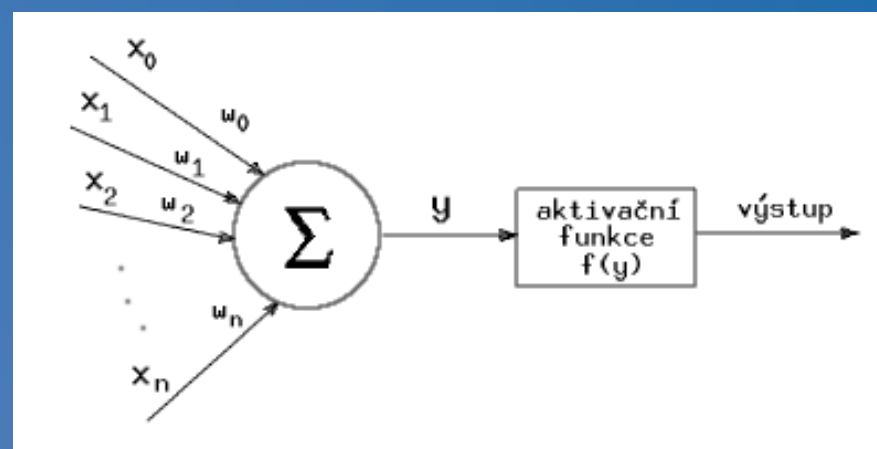 x₀
w₀
x₁
w₁
x₂
w₂
wₙ
xₙ
Σ
y
aktivační
funkce
f(y)
výstup